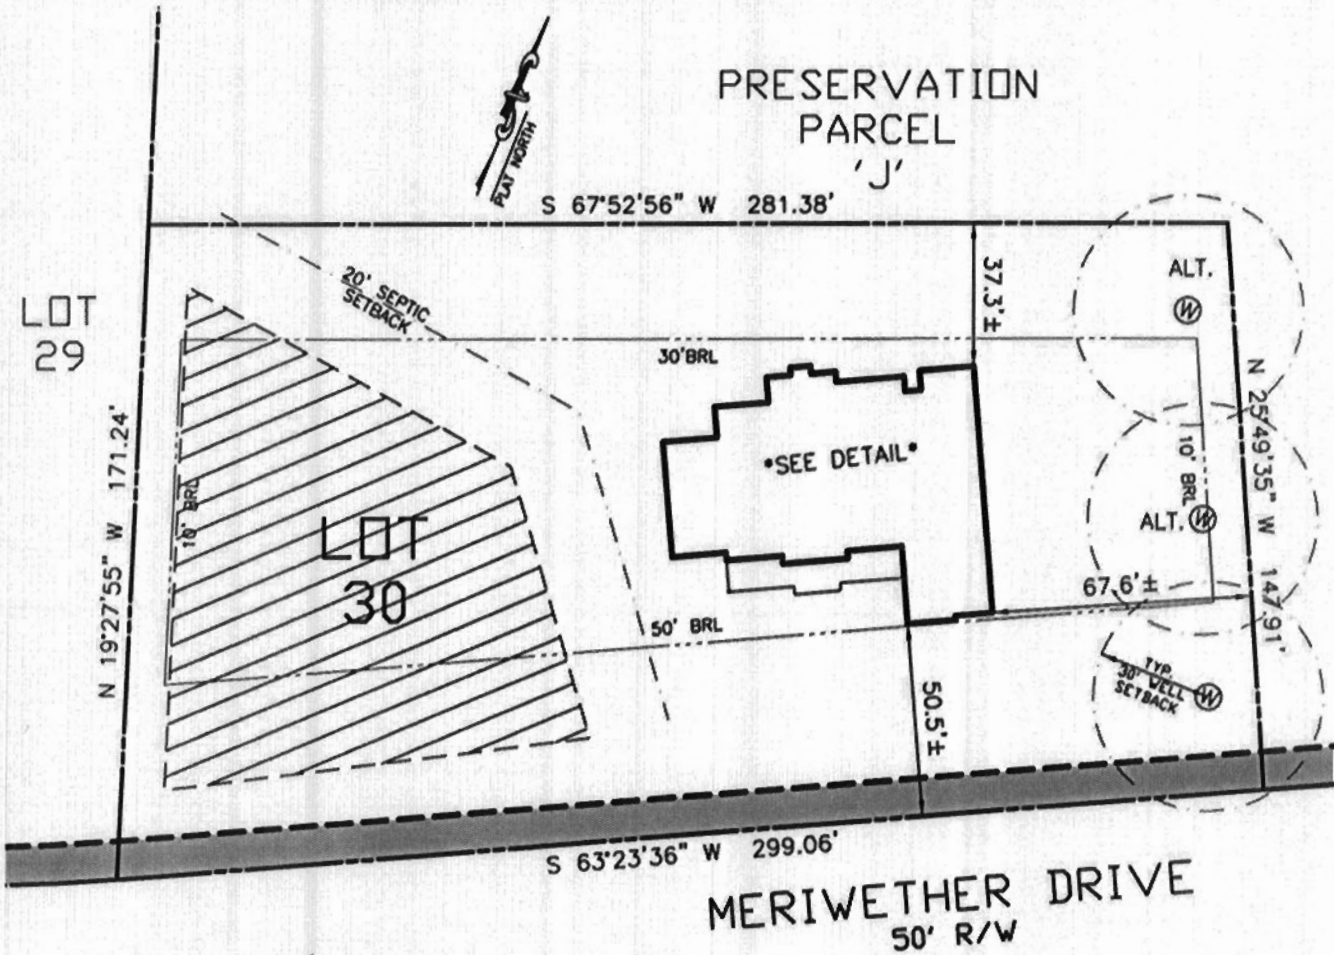 PRESERVATION
PARCEL
'J'
PLAT NORTH
S 67°52'56" W 281.38'
LOT
29
20' SEPTIC
SETBACK
37.3'±
ALT.
W
30'BRL
N 25°49'35" W 147.91'
N 19°27'55" W 171.24'
10' BRL
*SEE DETAIL*
10' BRL
ALT. W
LOT
30
67.6'±
50' BRL
TYP.
30' WELL
SETBACK
W
50.5'±
S 63°23'36" W 299.06'
MERIWETHER DRIVE
50' R/W